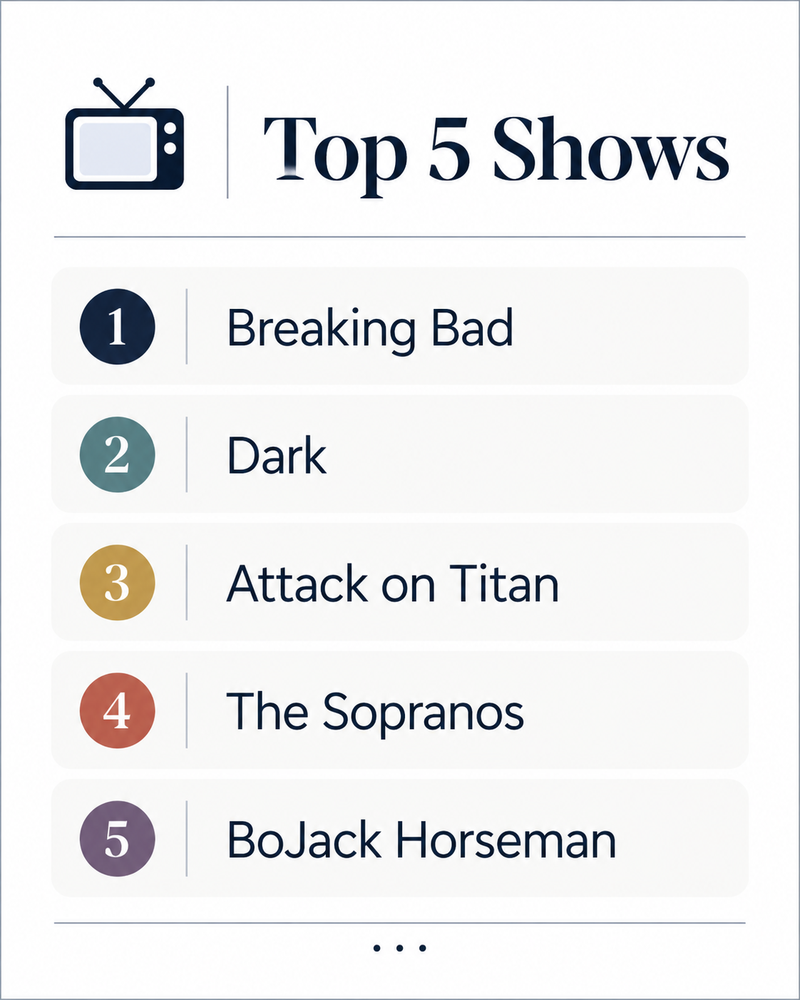 Top 5 Shows
1 Breaking Bad
2 Dark
3 Attack on Titan
4 The Sopranos
5 BoJack Horseman